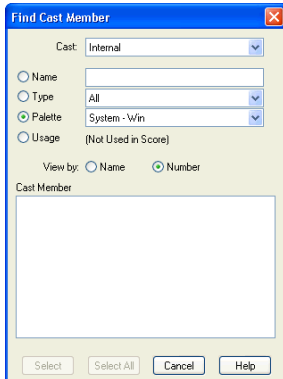 Find Cast Member
Cast: Internal
Name
Type All
Palette System - Win
Usage (Not Used in Score)
View by: Name Number
Cast Member
Select Select All Cancel Help